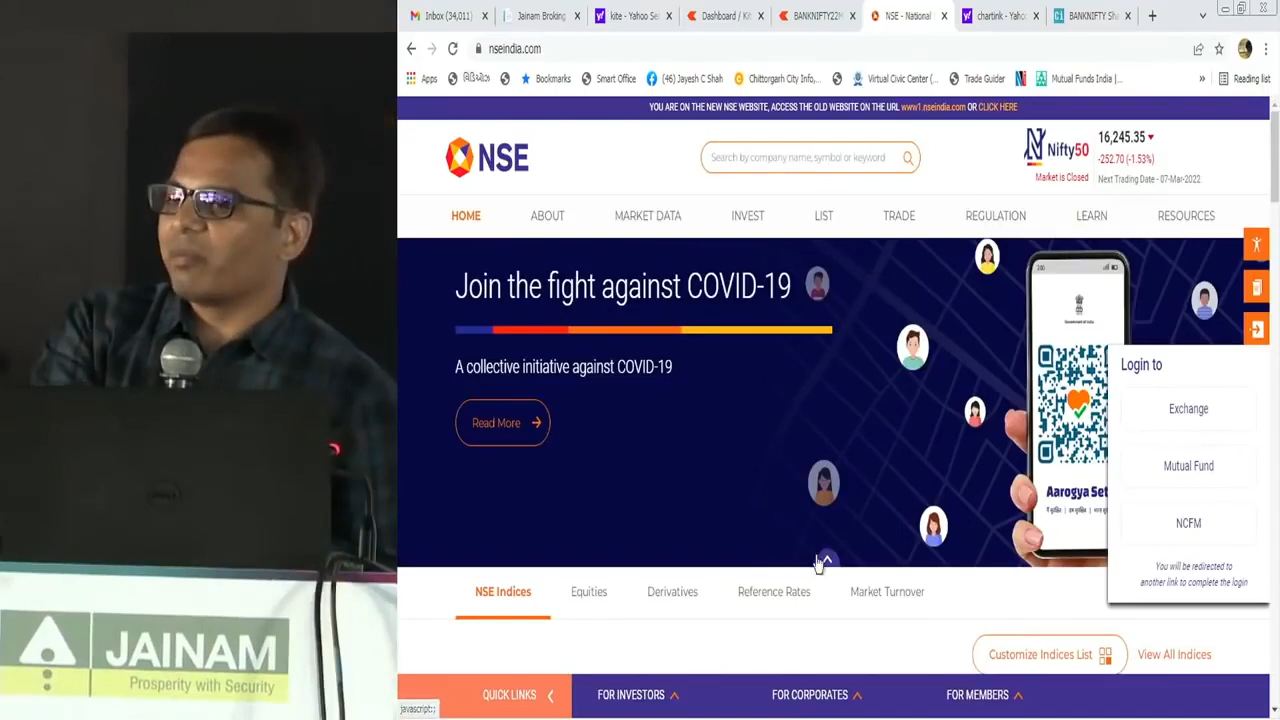 Inbox (34,011)
Jainam Broking
kite - Yahoo Se
Dashboard / Kit
BANKNIFTY22
NSE - National
chartink - Yaho
BANKNIFTY Sh
nseindia.com
Apps
Bookmarks
Smart Office
(46) Jayesh C Shah
Chittorgarh City Info,...
Virtual Civic Center (...
Trade Guider
Mutual Funds India |...
»
Reading list
YOU ARE ON THE NEW NSE WEBSITE, ACCESS THE OLD WEBSITE ON THE URL www1.nseindia.com OR CLICK HERE
NSE
Search by company name, symbol or keyword
Nifty50
16,245.35
-252.70 (-1.53%)
Market is Closed
Next Trading Date - 07-Mar-2022
HOME ABOUT MARKET DATA INVEST LIST TRADE REGULATION LEARN RESOURCES
Join the fight against COVID-19
A collective initiative against COVID-19
Read More
Aarogya Set
Login to
Exchange
Mutual Fund
NCFM
You will be redirected to
another link to complete the login
NSE Indices Equities Derivatives Reference Rates Market Turnover
Customize Indices List
View All Indices
QUICK LINKS FOR INVESTORS FOR CORPORATES FOR MEMBERS
javascript:;
JAINAM
Prosperity with Security